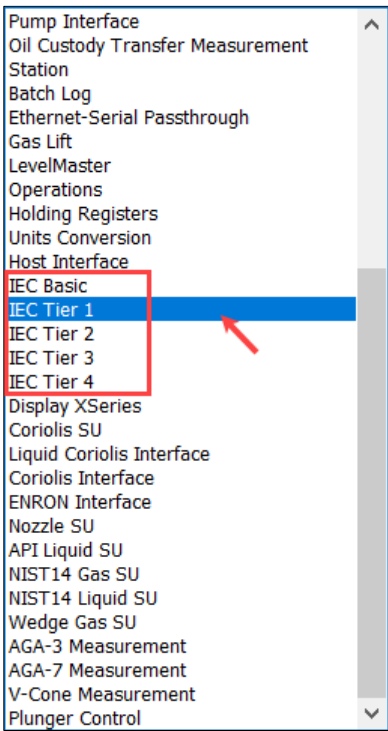 Pump Interface
Oil Custody Transfer Measurement
Station
Batch Log
Ethernet-Serial Passthrough
Gas Lift
LevelMaster
Operations
Holding Registers
Units Conversion
Host Interface
IEC Basic
IEC Tier 1
IEC Tier 2
IEC Tier 3
IEC Tier 4
Display XSeries
Coriolis SU
Liquid Coriolis Interface
Coriolis Interface
ENRON Interface
Nozzle SU
API Liquid SU
NIST14 Gas SU
NIST14 Liquid SU
Wedge Gas SU
AGA-3 Measurement
AGA-7 Measurement
V-Cone Measurement
Plunger Control